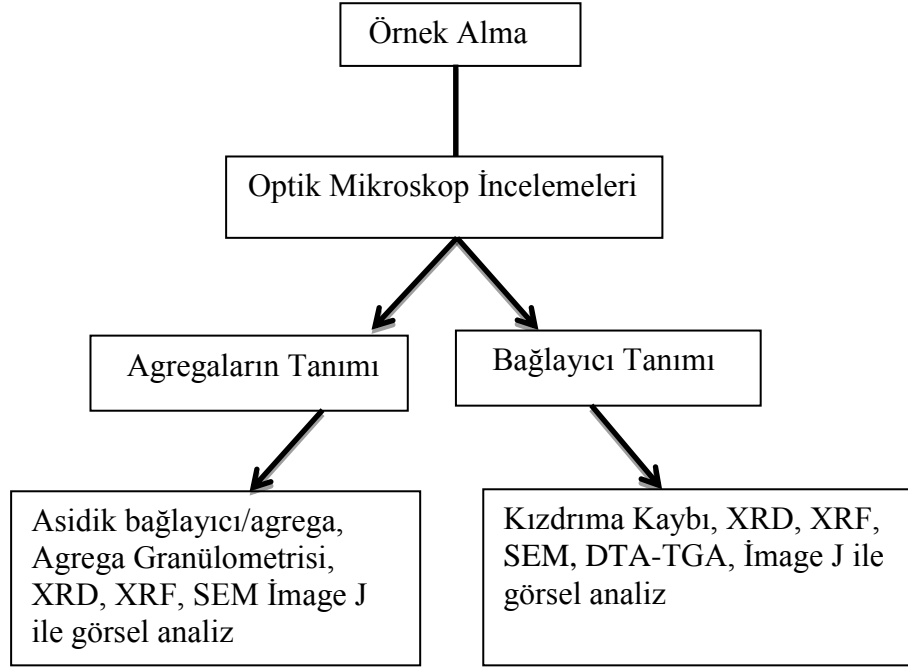 Örnek Alma
Optik Mikroskop İncelemeleri
Agregaların Tanımı
Bağlayıcı Tanımı
Asidik bağlayıcı/agrega,
Agrega Granülometrisi,
XRD, XRF, SEM İmage J
ile görsel analiz
Kızdrıma Kaybı, XRD, XRF,
SEM, DTA-TGA, İmage J ile
görsel analiz